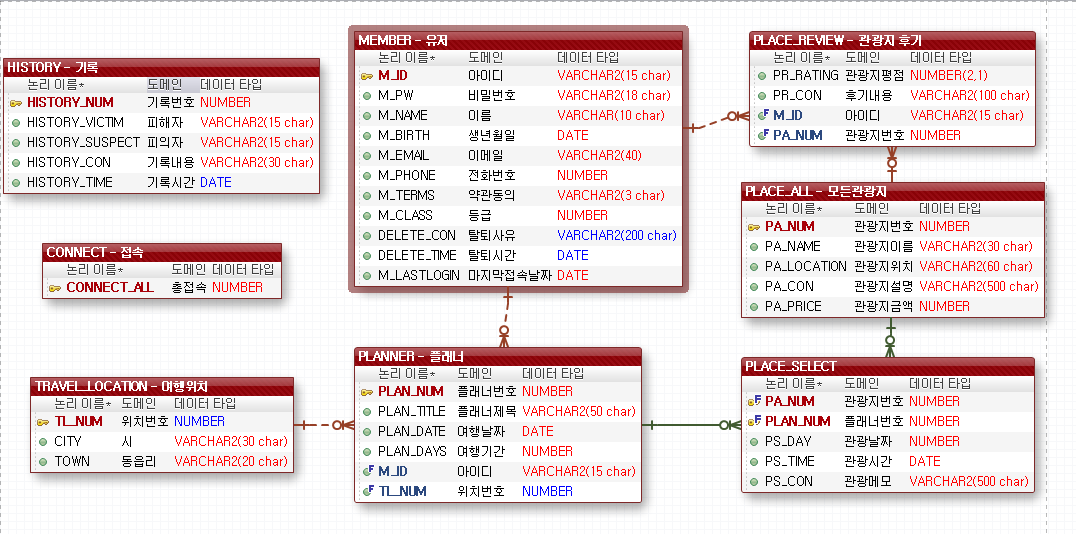 HISTORY - 기록
논리 이름* 도메인 데이터 타입
HISTORY_NUM 기록번호 NUMBER
HISTORY_VICTIM 피해자 VARCHAR2(15 char)
HISTORY_SUSPECT 피의자 VARCHAR2(15 char)
HISTORY_CON 기록내용 VARCHAR2(30 char)
HISTORY_TIME 기록시간 DATE
CONNECT - 접속
논리 이름* 도메인 데이터 타입
CONNECT_ALL 총접속 NUMBER
TRAVEL_LOCATION - 여행위치
논리 이름* 도메인 데이터 타입
TL_NUM 위치번호 NUMBER
CITY 시 VARCHAR2(30 char)
TOWN 동읍리 VARCHAR2(20 char)
MEMBER - 유저
논리 이름* 도메인 데이터 타입
M_ID 아이디 VARCHAR2(15 char)
M_PW 비밀번호 VARCHAR2(18 char)
M_NAME 이름 VARCHAR(10 char)
M_BIRTH 생년월일 DATE
M_EMAIL 이메일 VARCHAR2(40)
M_PHONE 전화번호 NUMBER
M_TERMS 약관동의 VARCHAR2(3 char)
M_CLASS 등급 NUMBER
DELETE_CON 탈퇴사유 VARCHAR2(200 char)
DELETE_TIME 탈퇴시간 DATE
M_LASTLOGIN 마지막접속날짜 DATE
PLANNER - 플래너
논리 이름* 도메인 데이터 타입
PLAN_NUM 플래너번호 NUMBER
PLAN_TITLE 플래너제목 VARCHAR2(50 char)
PLAN_DATE 여행날짜 DATE
PLAN_DAYS 여행기간 NUMBER
M_ID 아이디 VARCHAR2(15 char)
TL_NUM 위치번호 NUMBER
PLACE_REVIEW - 관광지 후기
논리 이름* 도메인 데이터 타입
PR_RATING 관광지평점 NUMBER(2,1)
PR_CON 후기내용 VARCHAR2(100 char)
M_ID 아이디 VARCHAR2(15 char)
PA_NUM 관광지번호 NUMBER
PLACE_ALL - 모든관광지
논리 이름* 도메인 데이터 타입
PA_NUM 관광지번호 NUMBER
PA_NAME 관광지이름 VARCHAR2(30 char)
PA_LOCATION 관광지위치 VARCHAR2(60 char)
PA_CON 관광지설명 VARCHAR2(500 char)
PA_PRICE 관광지금액 NUMBER
PLACE_SELECT
논리 이름* 도메인 데이터 타입
PA_NUM 관광지번호 NUMBER
PLAN_NUM 플래너번호 NUMBER
PS_DAY 관광날짜 NUMBER
PS_TIME 관광시간 DATE
PS_CON 관광메모 VARCHAR2(500 char)